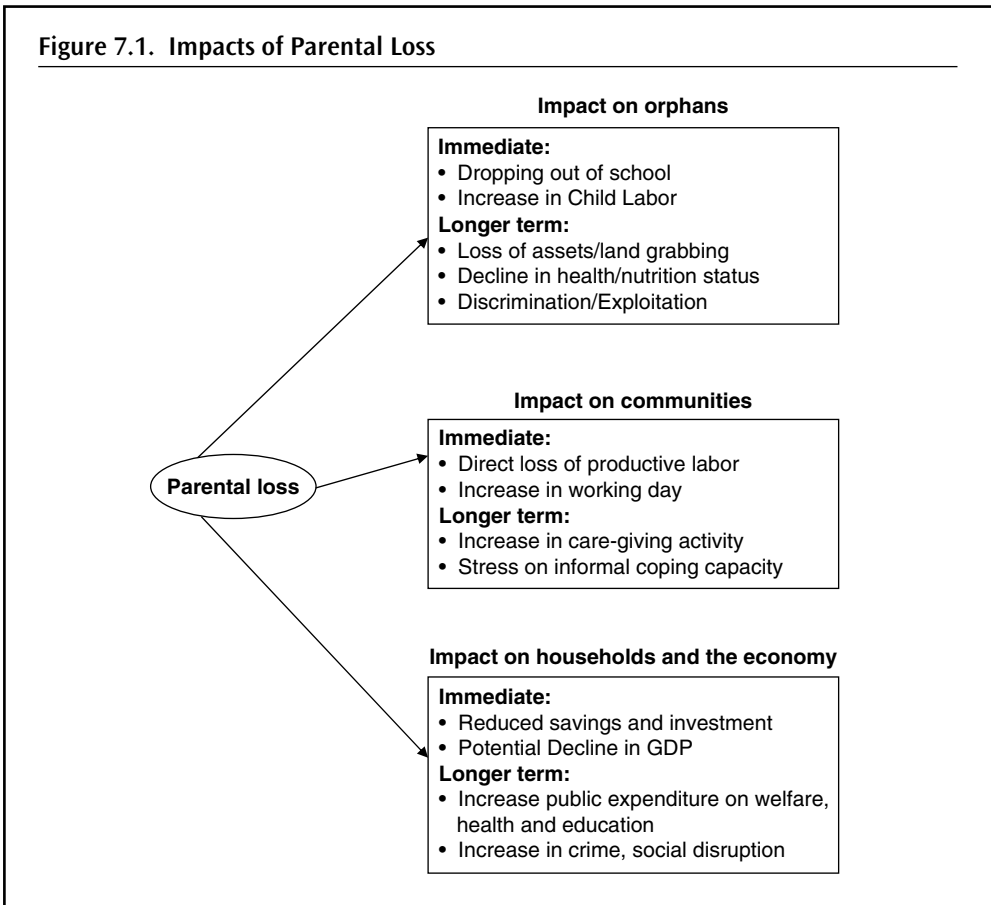 Figure 7.1. Impacts of Parental Loss
Impact on orphans
Immediate:
• Dropping out of school
• Increase in Child Labor
Longer term:
• Loss of assets/land grabbing
• Decline in health/nutrition status
• Discrimination/Exploitation
Parental loss
Impact on communities
Immediate:
• Direct loss of productive labor
• Increase in working day
Longer term:
• Increase in care-giving activity
• Stress on informal coping capacity
Impact on households and the economy
Immediate:
• Reduced savings and investment
• Potential Decline in GDP
Longer term:
• Increase public expenditure on welfare,
health and education
• Increase in crime, social disruption